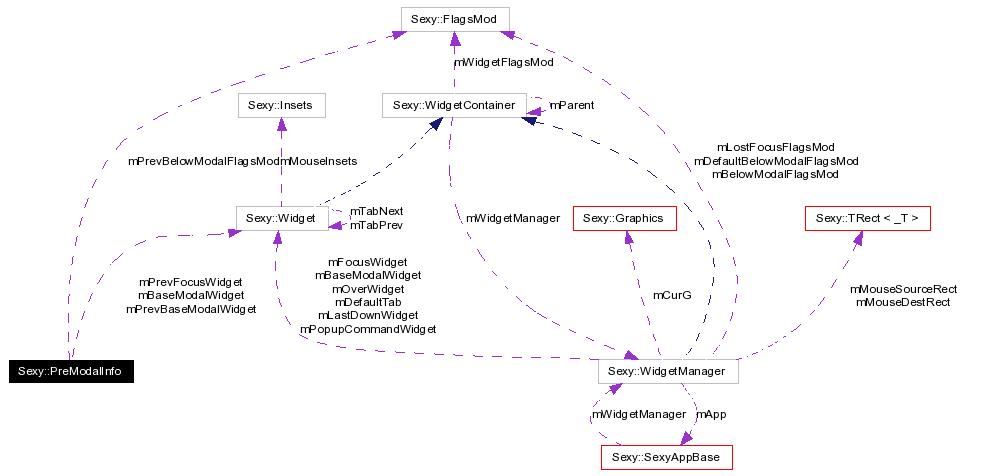 Sexy::FlagsMod
mWidgetFlagsMod
Sexy::Insets
Sexy::WidgetContainer
mParent
mPrevBelowModalFlagsMod
mMouseInsets
mLostFocusFlagsMod
mDefaultBelowModalFlagsMod
mBelowModalFlagsMod
Sexy::Widget
mTabNext
mTabPrev
mWidgetManager
Sexy::Graphics
Sexy::TRect < _T >
mPrevFocusWidget
mBaseModalWidget
mPrevBaseModalWidget
mFocusWidget
mBaseModalWidget
mOverWidget
mDefaultTab
mLastDownWidget
mPopupCommandWidget
mCurG
mMouseSourceRect
mMouseDestRect
Sexy::PreModalInfo
Sexy::WidgetManager
mWidgetManager
mApp
Sexy::SexyAppBase